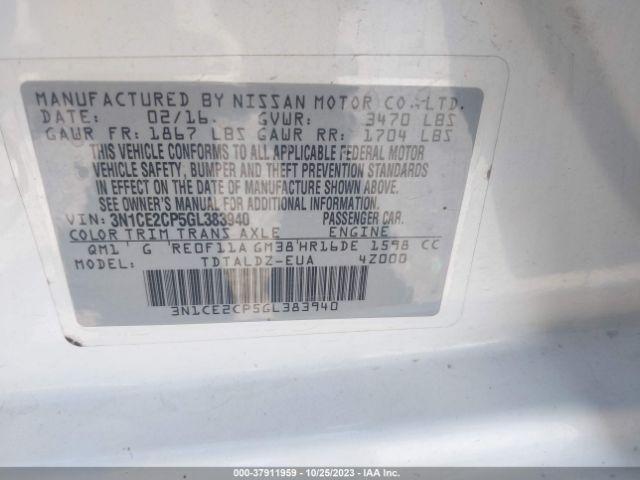 MANUFACTURED BY NISSAN MOTOR CO.,LTD.
DATE: 02/16. GVWR: 3470 LBS
GAWR FR: 1867 LBS GAWR RR: 1704 LBS
THIS VEHICLE CONFORMS TO ALL APPLICABLE FEDERAL MOTOR
VEHICLE SAFETY, BUMPER AND THEFT PREVENTION STANDARDS
IN EFFECT ON THE DATE OF MANUFACTURE SHOWN ABOVE.
SEE OWNER'S MANUAL FOR ADDITIONAL INFORMATION.
VIN: 3N1CE2CP5GL383940 PASSENGER CAR.
COLOR TRIM TRANS AXLE ENGINE
QM1 G RE0F11A GM38 HR16DE 1598 CC
MODEL: TDTALDZ-EUA 4Z000
3N1CE2CP5GL383940
000-37911959 - 10/25/2023 - IAA Inc.